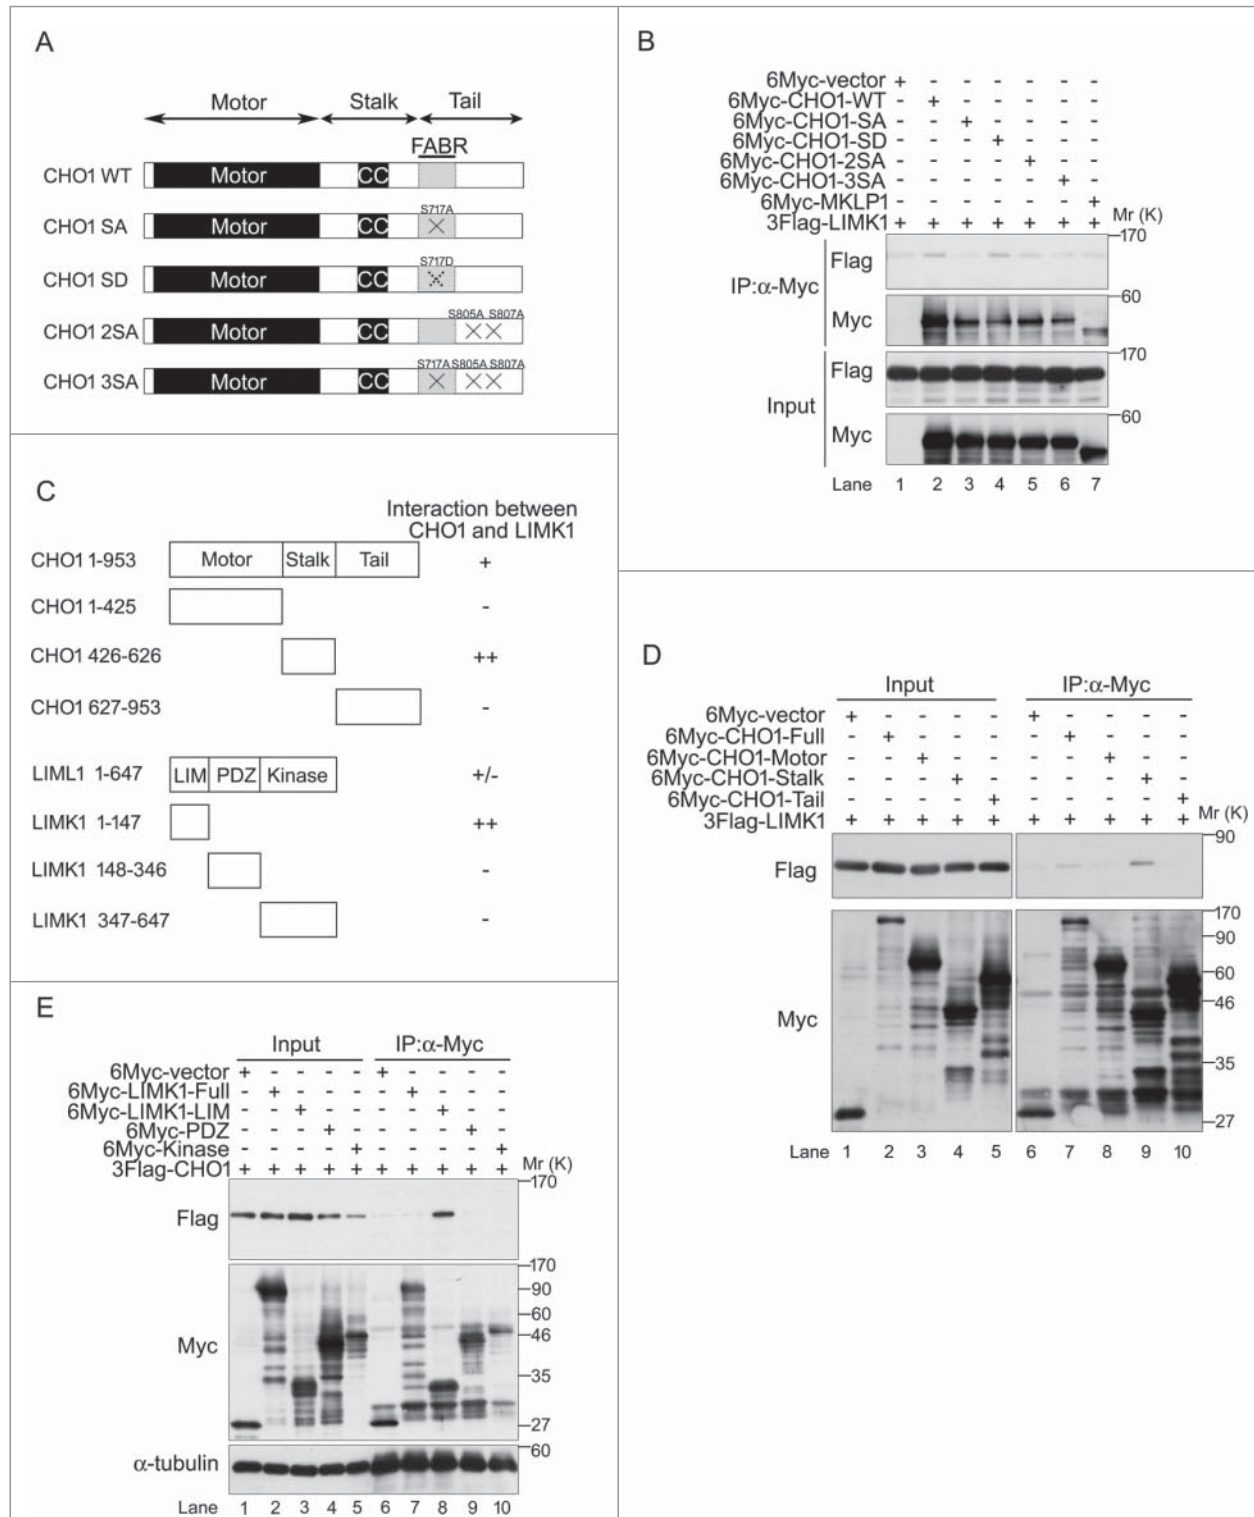 A
Motor Stalk Tail
FABR
CHO1 WT Motor CC
S717A
CHO1 SA Motor CC
S717D
CHO1 SD Motor CC
S805A S807A
CHO1 2SA Motor CC
S717A S805A S807A
CHO1 3SA Motor CC
B
6Myc-vector + - - - - - -
6Myc-CHO1-WT - + - - - - -
6Myc-CHO1-SA - - + - - - -
6Myc-CHO1-SD - - - + - - -
6Myc-CHO1-2SA - - - - + - -
6Myc-CHO1-3SA - - - - - + -
6Myc-MKLP1 - - - - - - +
3Flag-LIMK1 + + + + + + +
Mr (K)
170
IP:α-Myc Flag
60
Myc
170
Input Flag
60
Myc
Lane 1 2 3 4 5 6 7
C
Interaction between
CHO1 and LIMK1
CHO1 1-953 Motor Stalk Tail +
CHO1 1-425 -
CHO1 426-626 ++
CHO1 627-953 -
LIML1 1-647 LIM PDZ Kinase +/-
LIMK1 1-147 ++
LIMK1 148-346 -
LIMK1 347-647 -
D
Input IP:α-Myc
6Myc-vector + - - - - + - - - -
6Myc-CHO1-Full - + - - - - + - - -
6Myc-CHO1-Motor - - + - - - - + - -
6Myc-CHO1-Stalk - - - + - - - - + -
6Myc-CHO1-Tail - - - - + - - - - +
3Flag-LIMK1 + + + + + + + + + +
Mr (K)
90
Flag
170
90
60
46
Myc
35
27
Lane 1 2 3 4 5 6 7 8 9 10
E
Input IP:α-Myc
6Myc-vector + - - - - + - - - -
6Myc-LIMK1-Full - + - - - - + - - -
6Myc-LIMK1-LIM - - + - - - - + - -
6Myc-PDZ - - - + - - - - + -
6Myc-Kinase - - - - + - - - - +
3Flag-CHO1 + + + + + + + + + +
Mr (K)
170
Flag
170
90
60
46
Myc
35
27
60
α-tubulin
Lane 1 2 3 4 5 6 7 8 9 10